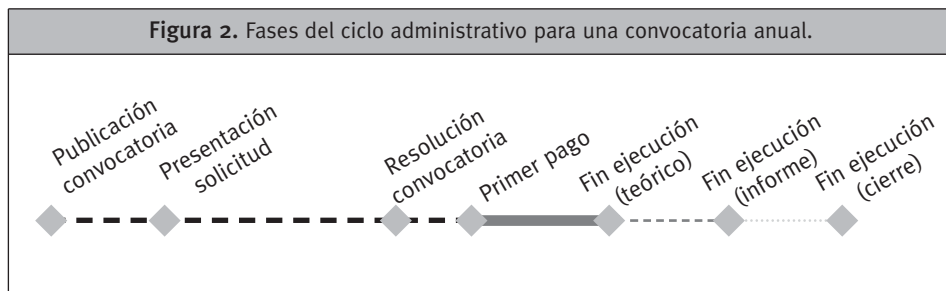 Figura 2. Fases del ciclo administrativo para una convocatoria anual.
Publicación
convocatoria
Presentación
solicitud
Resolución
convocatoria
Primer pago
Fin ejecución
(teórico)
Fin ejecución
(informe)
Fin ejecución
(cierre)